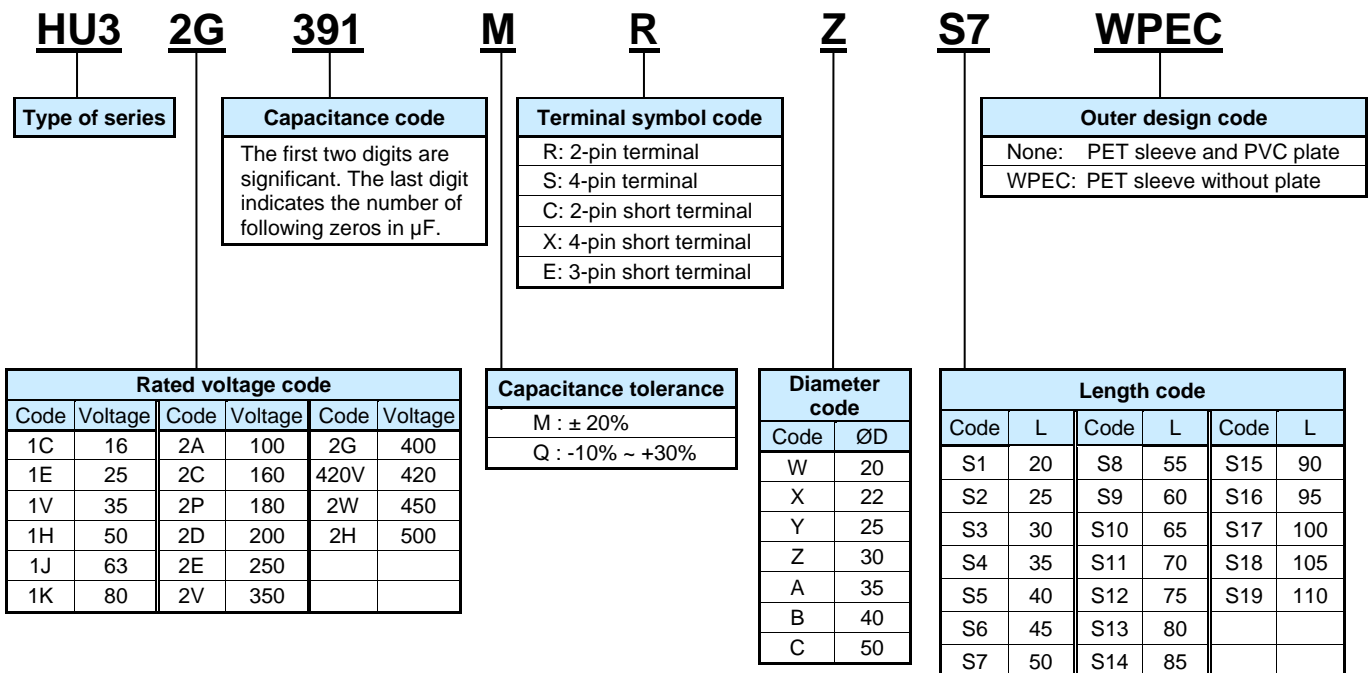 HU3 2G 391 M R Z S7 WPEC
Type of series
Capacitance code
The first two digits are
significant. The last digit
indicates the number of
following zeros in µF.
Terminal symbol code
R: 2-pin terminal
S: 4-pin terminal
C: 2-pin short terminal
X: 4-pin short terminal
E: 3-pin short terminal
Outer design code
None: PET sleeve and PVC plate
WPEC: PET sleeve without plate
Rated voltage code
Code Voltage Code Voltage Code Voltage
1C 16 2A 100 2G 400
1E 25 2C 160 420V 420
1V 35 2P 180 2W 450
1H 50 2D 200 2H 500
1J 63 2E 250
1K 80 2V 350
Capacitance tolerance
M : ± 20%
Q : -10% ~ +30%
Diameter
code
Code ØD
W 20
X 22
Y 25
Z 30
A 35
B 40
C 50
Length code
Code L Code L Code L
S1 20 S8 55 S15 90
S2 25 S9 60 S16 95
S3 30 S10 65 S17 100
S4 35 S11 70 S18 105
S5 40 S12 75 S19 110
S6 45 S13 80
S7 50 S14 85